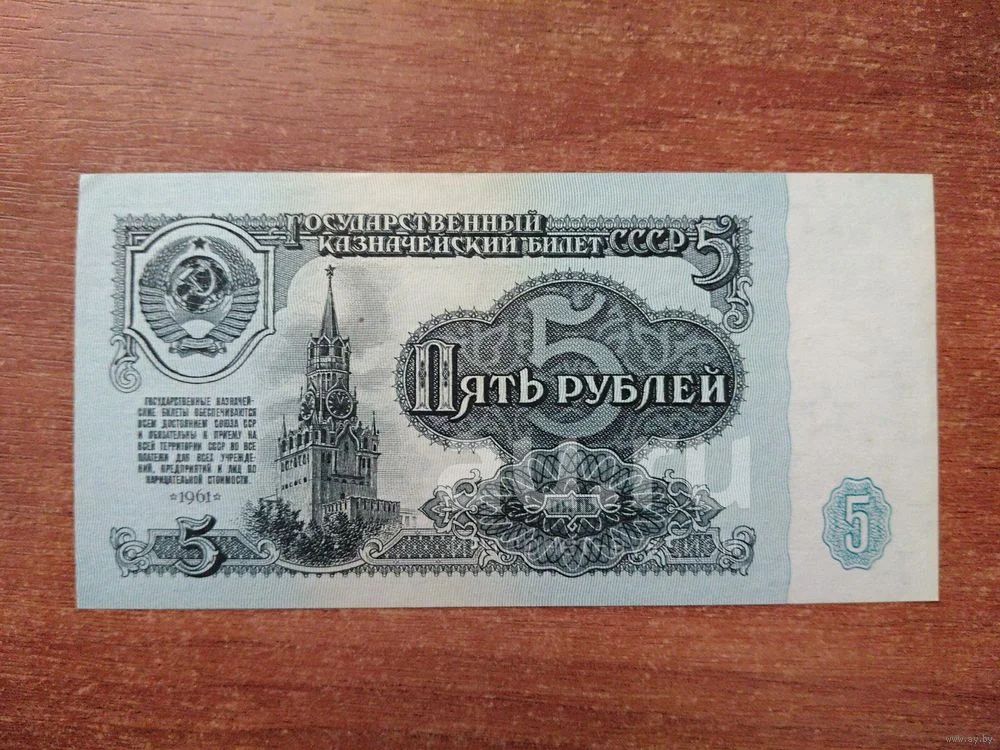 ГОСУДАРСТВЕННЫЙ
КАЗНАЧЕЙСКИЙ БИЛЕТ СССР
5
5
ПЯТЬ РУБЛЕЙ
ГОСУДАРСТВЕННЫЕ КАЗНАЧЕЙ-
СКИЕ БИЛЕТЫ ОБЕСПЕЧИВАЮТСЯ
ВСЕМ ДОСТОЯНИЕМ СОЮЗА ССР
И ОБЯЗАТЕЛЬНЫ К ПРИЕМУ НА
ВСЕЙ ТЕРРИТОРИИ СССР ВО ВСЕ
ПЛАТЕЖИ ДЛЯ ВСЕХ УЧРЕЖДЕ-
НИЙ, ПРЕДПРИЯТИЙ И ЛИЦ ПО
НАРИЦАТЕЛЬНОЙ СТОИМОСТИ.
1961
5
5
www.ay.by